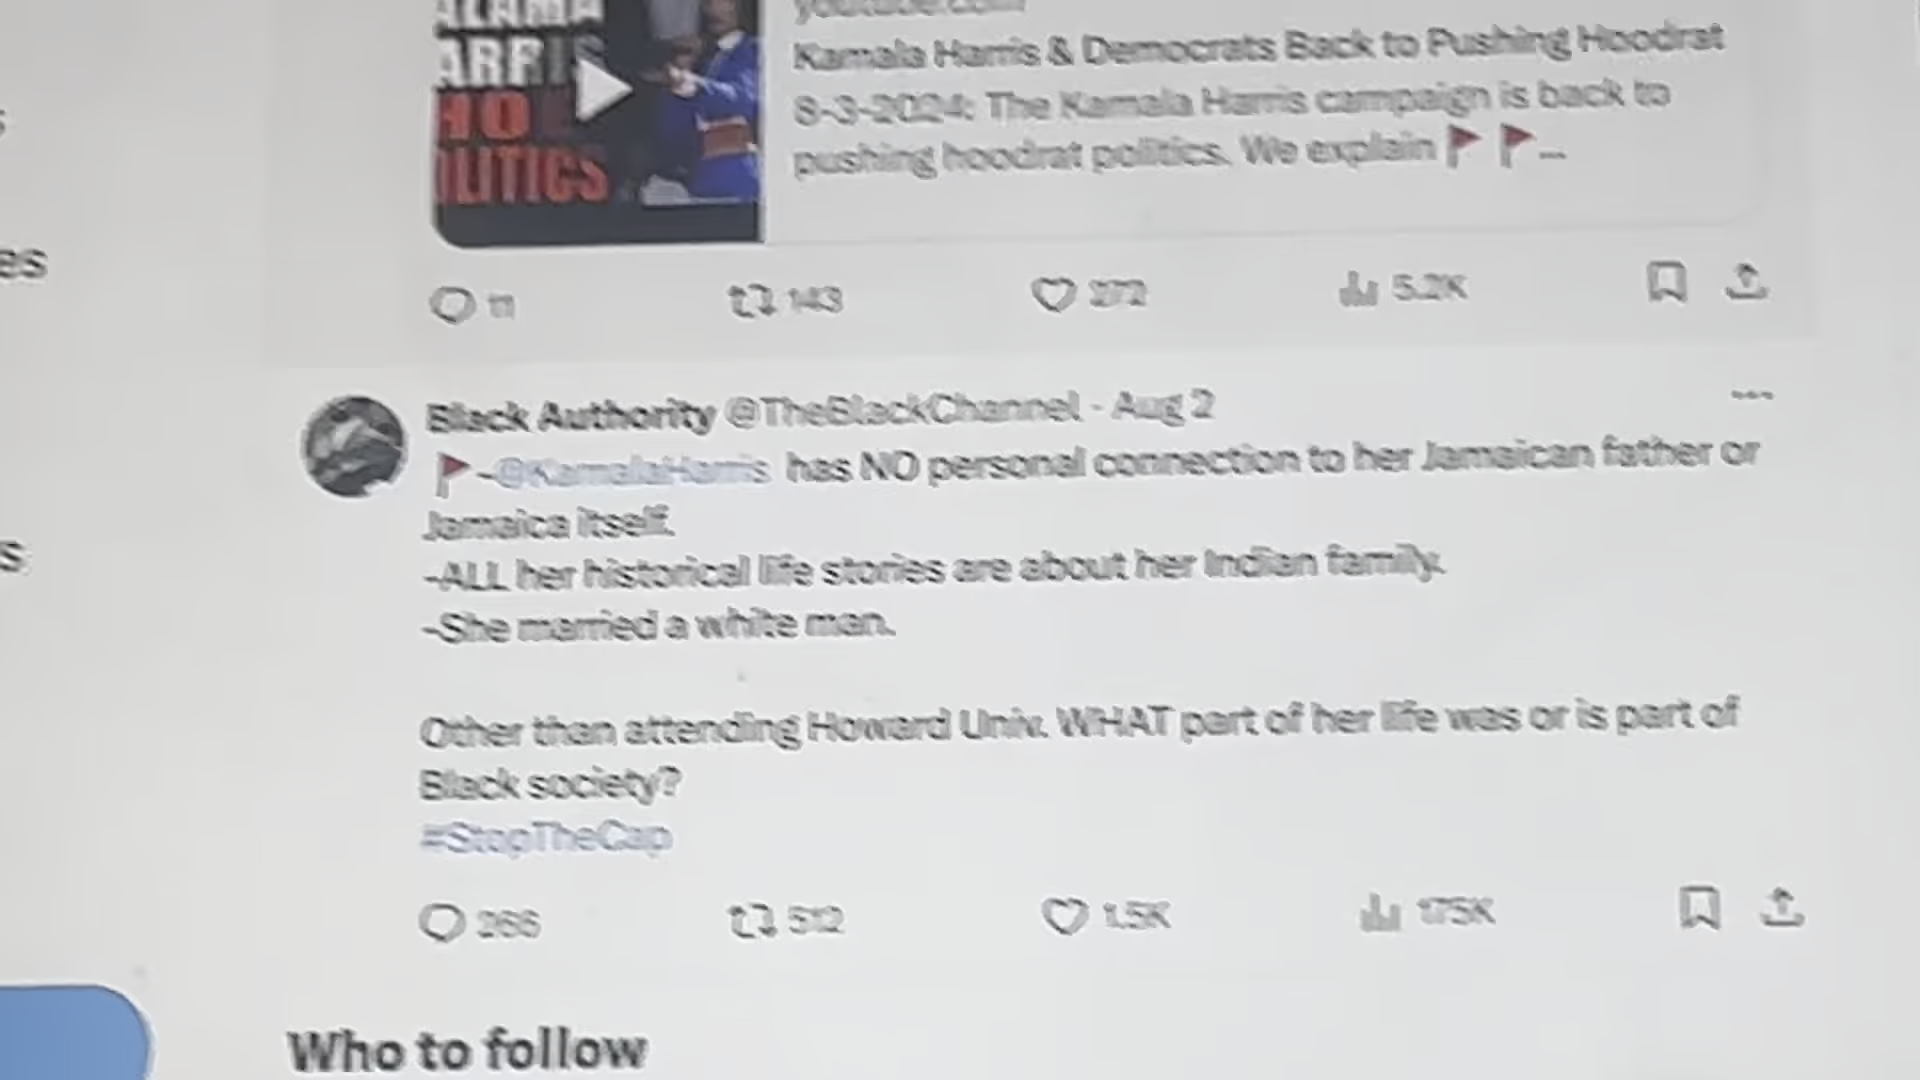 ARRIS
POLITICS
youtube.com
Kamala Harris & Democrats Back to Pushing Hoodrat
8-3-2024: The Kamala Harris campaign is back to
pushing hoodrat politics. We explain 🚩 🚩...
11 143 272 5.2K
es
Black Authority @TheBlackChannel - Aug 2
🚩-@KamalaHarris has NO personal connection to her Jamaican father or
Jamaica itself.
-ALL her historical life stories are about her Indian family.
-She married a white man.
Other than attending Howard Univ. WHAT part of her life was or is part of
Black society?
#StopTheCap
266 512 1.5K 175K
Who to follow